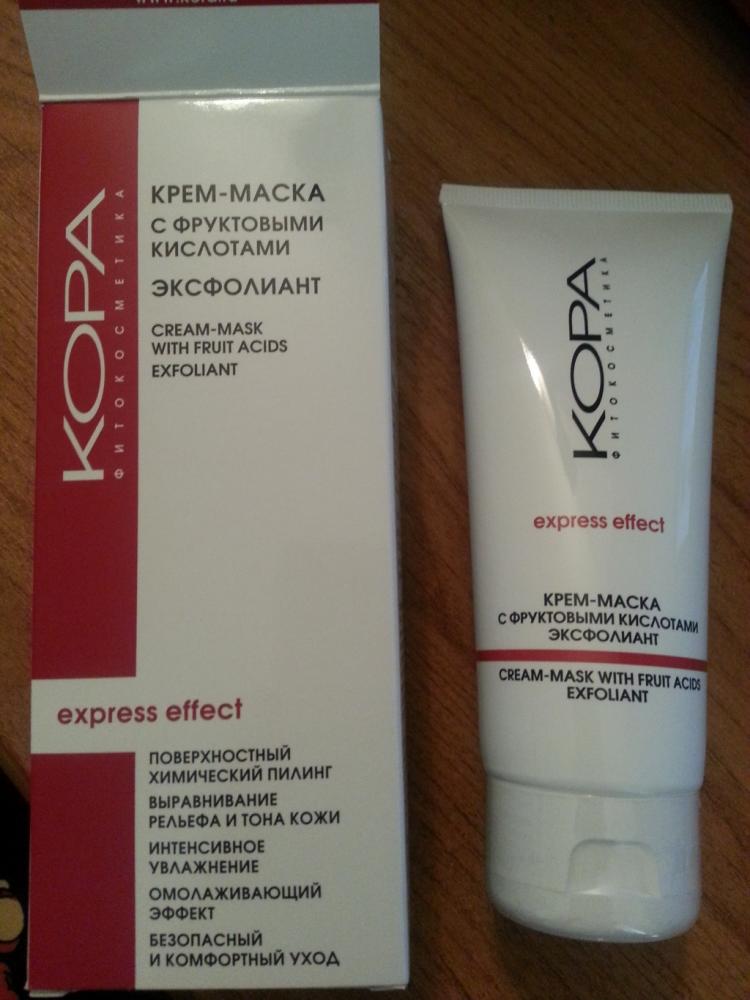 КОРА
ФИТОКОСМЕТИКА
КРЕМ-МАСКА
С ФРУКТОВЫМИ
КИСЛОТАМИ
ЭКСФОЛИАНТ
CREAM-MASK
WITH FRUIT ACIDS
EXFOLIANT
express effect
ПОВЕРХНОСТНЫЙ
ХИМИЧЕСКИЙ ПИЛИНГ
ВЫРАВНИВАНИЕ
РЕЛЬЕФА И ТОНА КОЖИ
ИНТЕНСИВНОЕ
УВЛАЖНЕНИЕ
ОМОЛАЖИВАЮЩИЙ
ЭФФЕКТ
БЕЗОПАСНЫЙ
И КОМФОРТНЫЙ УХОД
КОРА
ФИТОКОСМЕТИКА
express effect
КРЕМ-МАСКА
С ФРУКТОВЫМИ КИСЛОТАМИ
ЭКСФОЛИАНТ
CREAM-MASK WITH FRUIT ACIDS
EXFOLIANT